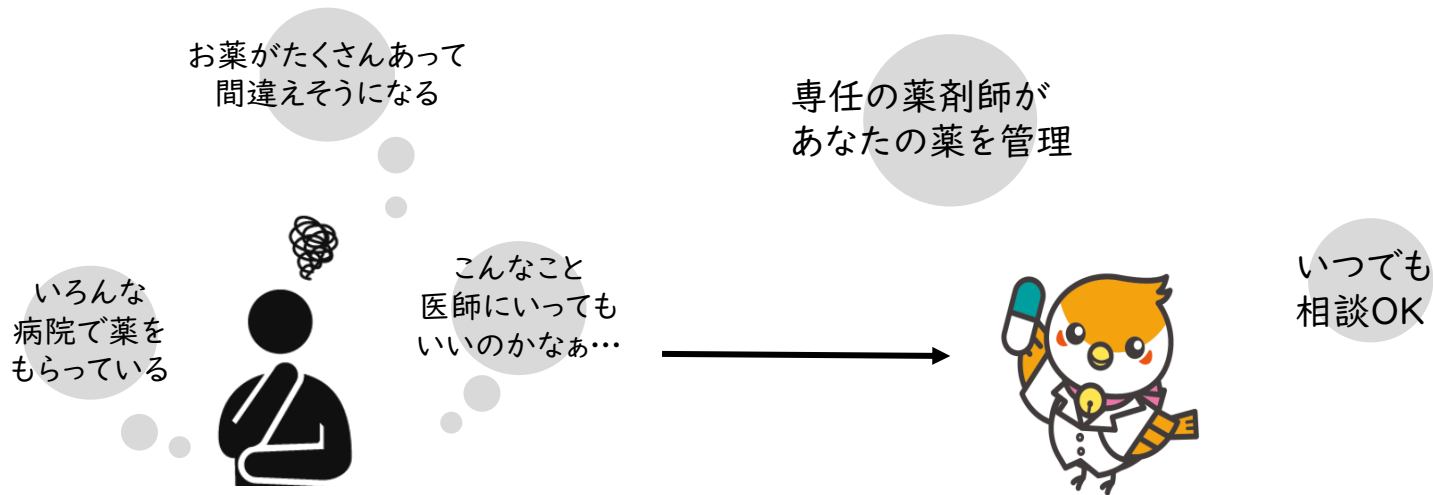 お薬がたくさんあって
間違えそうになる
いろんな
病院で薬を
もらっている
こんなこと
医師にいっても
いいのかなぁ…
専任の薬剤師が
あなたの薬を管理
いつでも
相談OK